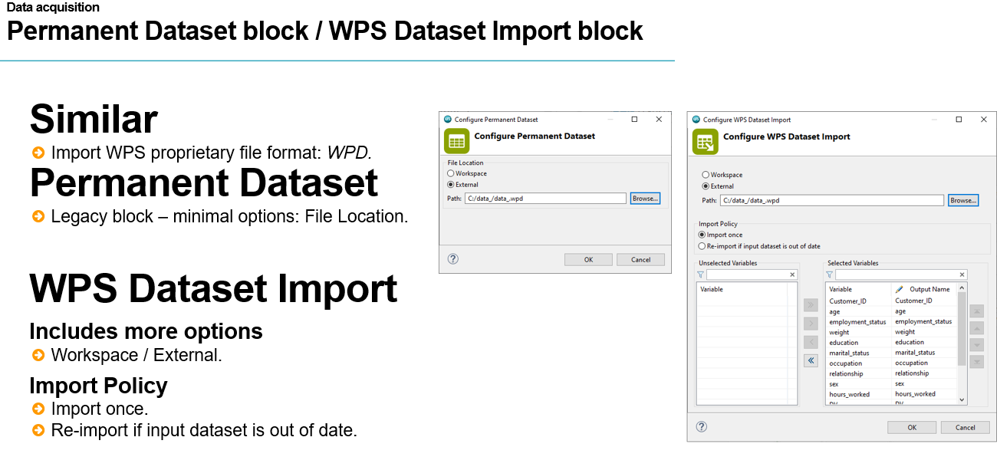 Data acquisition
Permanent Dataset block / WPS Dataset Import block
Similar
Import WPS proprietary file format: WPD.
Permanent Dataset
Legacy block – minimal options: File Location.
WPS Dataset Import
Includes more options
Workspace / External.
Import Policy
Import once.
Re-import if input dataset is out of date.
Configure Permanent Dataset
Configure Permanent Dataset
File Location
Workspace
External
Path: C:/data_/data_.wpd Browse...
? OK Cancel
Configure WPS Dataset Import
Configure WPS Dataset Import
Workspace
External
Path: C:/data_/data_.wpd Browse...
Import Policy
Import once
Re-import if input dataset is out of date
Unselected Variables
Variable
Selected Variables
Variable Output Name
Customer_ID Customer_ID
age age
employment_status employment_status
weight weight
education education
marital_status marital_status
occupation occupation
relationship relationship
sex sex
hours_worked hours_worked
? OK Cancel